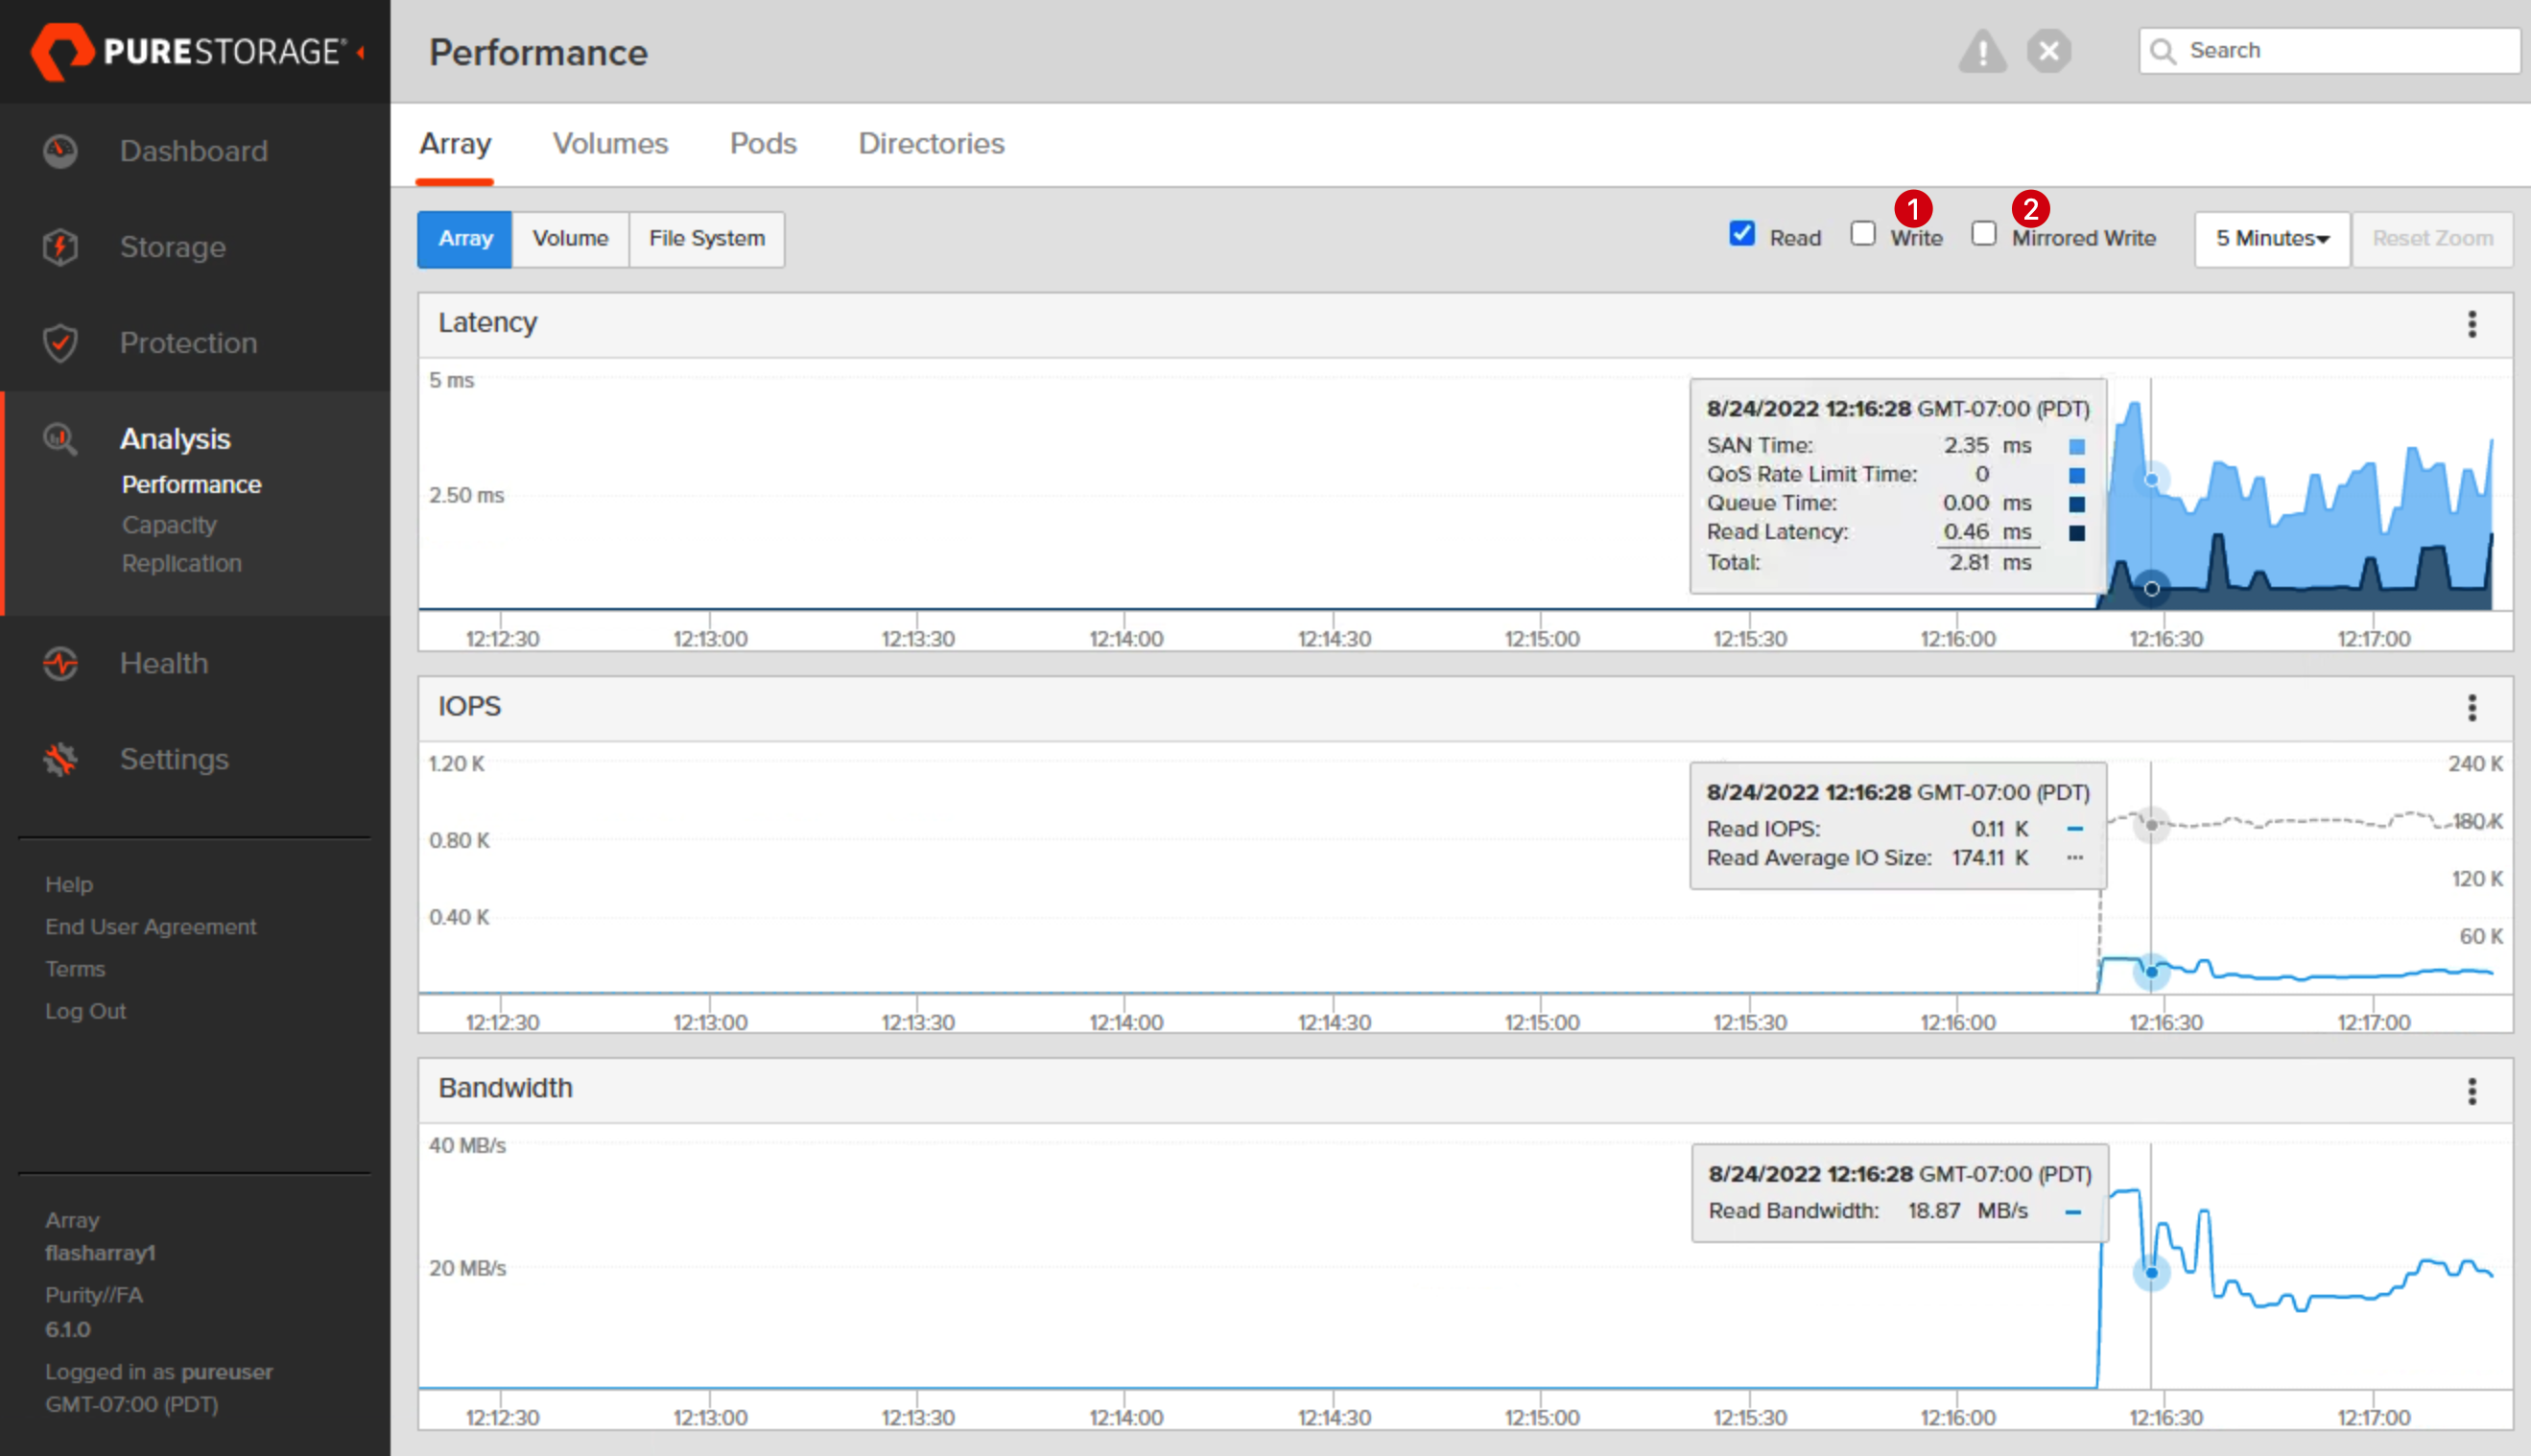 PURESTORAGE®
Performance
Search
Dashboard
Storage
Protection
Analysis
Performance
Capacity
Replication
Health
Settings
Help
End User Agreement
Terms
Log Out
Array
flasharray1
Purity//FA
6.1.0
Logged in as pureuser
GMT-07:00 (PDT)
Array Volumes Pods Directories
1 2
Array Volume File System Read Write Mirrored Write 5 Minutes Reset Zoom
Latency
5 ms
2.50 ms
8/24/2022 12:16:28 GMT-07:00 (PDT)
SAN Time: 2.35 ms
QoS Rate Limit Time: 0
Queue Time: 0.00 ms
Read Latency: 0.46 ms
Total: 2.81 ms
12:12:30 12:13:00 12:13:30 12:14:00 12:14:30 12:15:00 12:15:30 12:16:00 12:16:30 12:17:00
IOPS
1.20 K
0.80 K
0.40 K
8/24/2022 12:16:28 GMT-07:00 (PDT)
Read IOPS: 0.11 K
Read Average IO Size: 174.11 K
240 K
180 K
120 K
60 K
12:12:30 12:13:00 12:13:30 12:14:00 12:14:30 12:15:00 12:15:30 12:16:00 12:16:30 12:17:00
Bandwidth
40 MB/s
20 MB/s
8/24/2022 12:16:28 GMT-07:00 (PDT)
Read Bandwidth: 18.87 MB/s
12:12:30 12:13:00 12:13:30 12:14:00 12:14:30 12:15:00 12:15:30 12:16:00 12:16:30 12:17:00